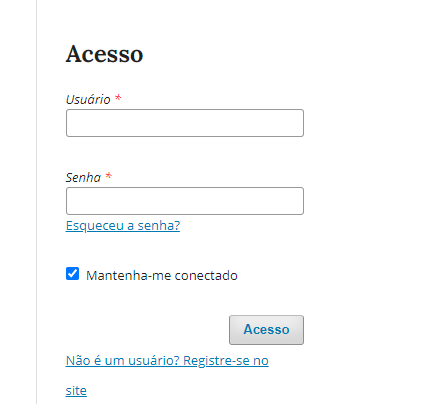 Acesso
Usuário *
Senha *
Esqueceu a senha?
Mantenha-me conectado
Acesso
Não é um usuário? Registre-se no
site